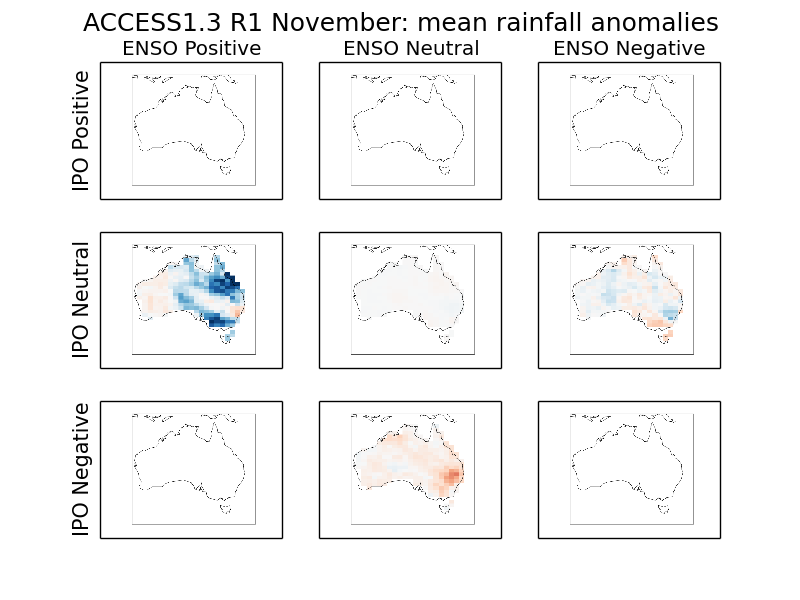 ACCESS1.3 R1 November: mean rainfall anomalies
ENSO Positive
ENSO Neutral
ENSO Negative
IPO Positive
IPO Neutral
IPO Negative